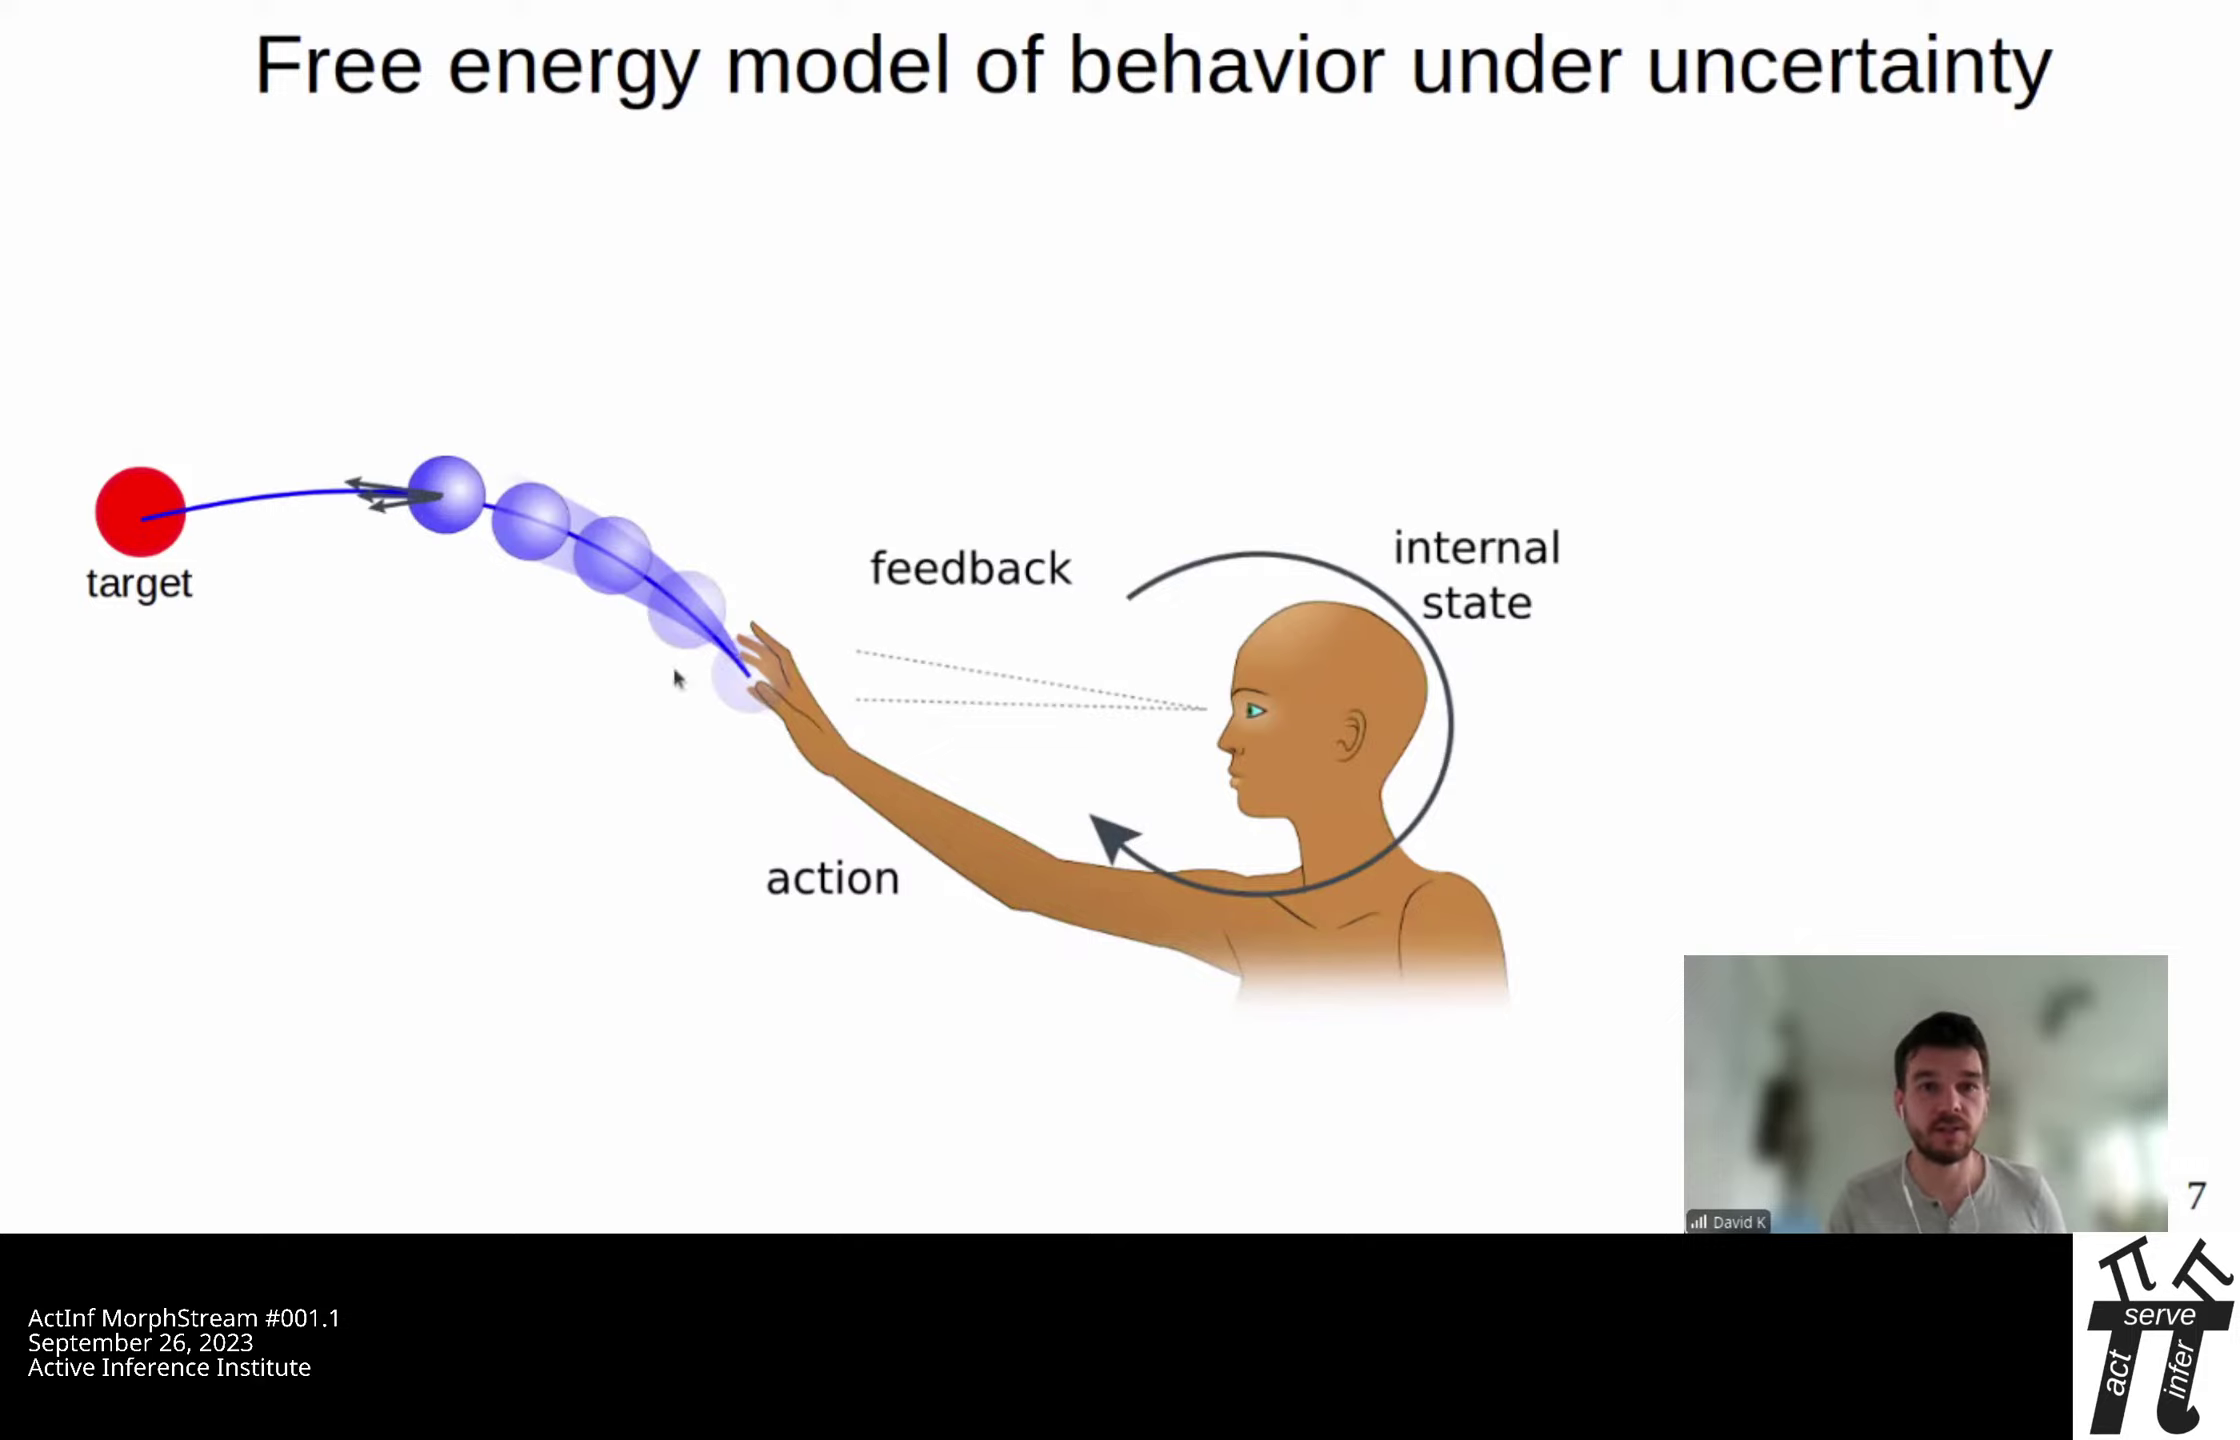 Free energy model of behavior under uncertainty
target
feedback
internal
state
action
David K
7
ActInf MorphStream #001.1
September 26, 2023
Active Inference Institute
serve
act
infer